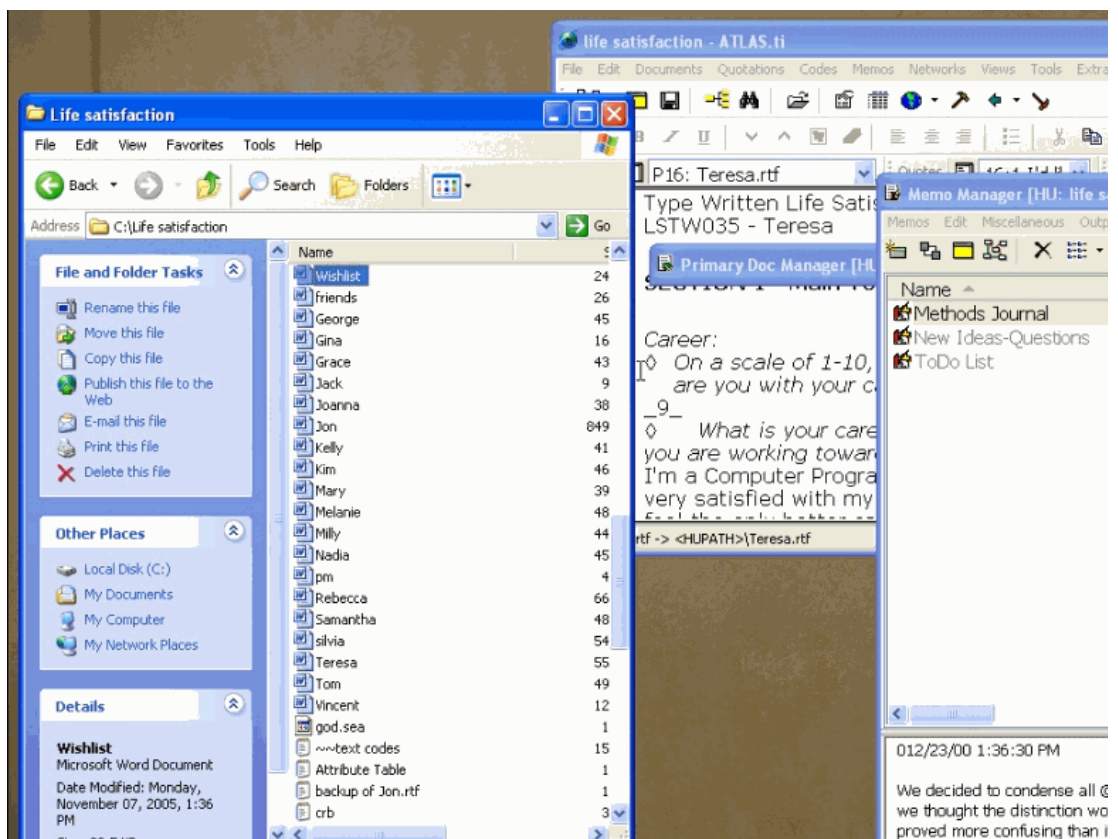 life satisfaction - ATLAS.ti
File Edit Documents Quotations Codes Memos Networks Views Tools Extra
Life satisfaction
File Edit View Favorites Tools Help
Back Search Folders
Address C:\Life satisfaction Go
File and Folder Tasks
Rename this file
Move this file
Copy this file
Publish this file to the
Web
E-mail this file
Print this file
Delete this file
Other Places
Local Disk (C:)
My Documents
My Computer
My Network Places
Details
Wishlist
Microsoft Word Document
Date Modified: Monday,
November 07, 2005, 1:36
PM
Name
Wishlist 24
friends 26
George 45
Gina 16
Grace 43
Jack 9
Joanna 38
Jon 849
Kelly 41
Kim 46
Mary 39
Melanie 48
Milly 44
Nadia 45
pm 4
Rebecca 66
Samantha 48
silvia 54
Teresa 55
Tom 49
Vincent 12
god.sea 1
~~text codes 15
Attribute Table 1
backup of Jon.rtf 1
crb 3
B I U
P16: Teresa.rtf
Type Written Life Satis
LSTW035 - Teresa
Primary Doc Manager [HU
Career:
◊ On a scale of 1-10,
are you with your c
_9_
◊ What is your care
you are working towar
I'm a Computer Progra
very satisfied with my
rtf -> <HUPATH>\Teresa.rtf
Memo Manager [HU: life sa
Memos Edit Miscellaneous Outp
Name
Methods Journal
New Ideas-Questions
ToDo List
012/23/00 1:36:30 PM
We decided to condense all @
we thought the distinction wo
proved more confusing than i